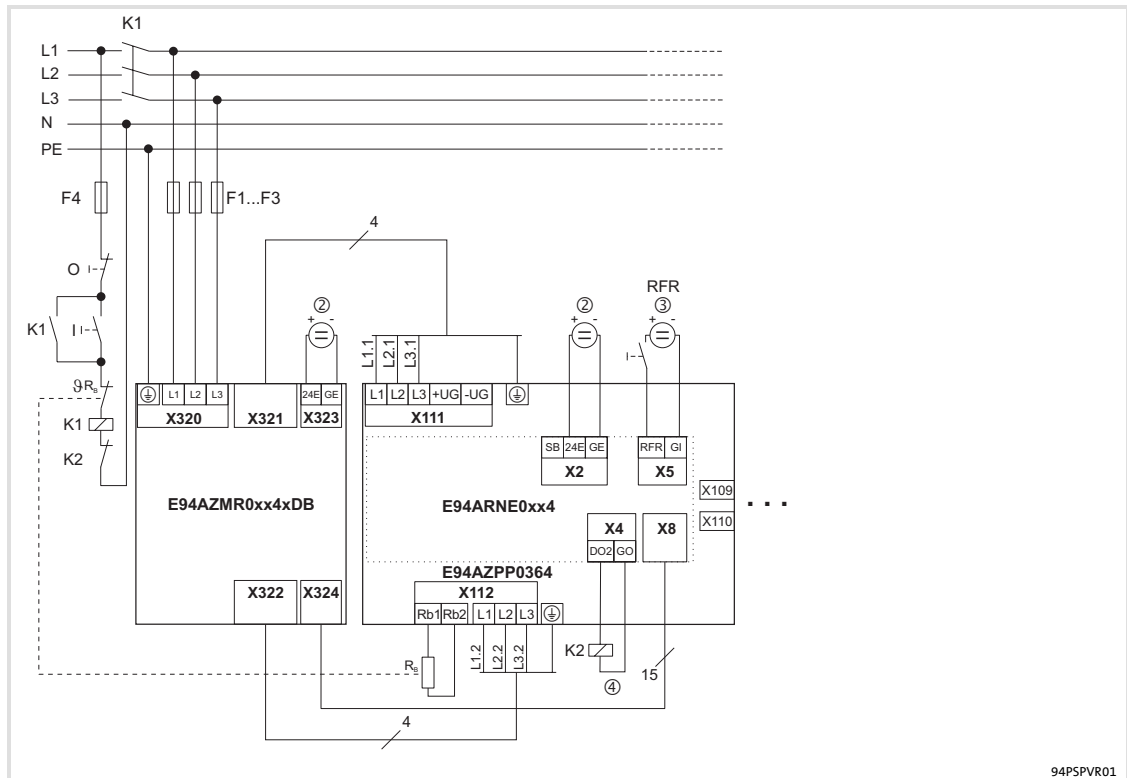 K1
L1
L2
L3
N
PE
F4
F1...F3
4
O
K1
I
② + -
② + -
RFR
③
+ -
L1.1
L2.1
L3.1
ϑR_B
K1
K2
L1 L2 L3
X320
X321
24E GE
X323
L1 L2 L3 +UG -UG
X111
SB 24E GE
X2
RFR GI
X5
X109
X110
. . .
E94AZMR0xx4xDB
E94ARNE0xx4
X4
DO2 GO
X8
E94AZPP0364
X322
X324
X112
Rb1 Rb2 L1 L2 L3
R_B
L1.2
L2.2
L3.2
K2
④
15
4
94PSPVR01